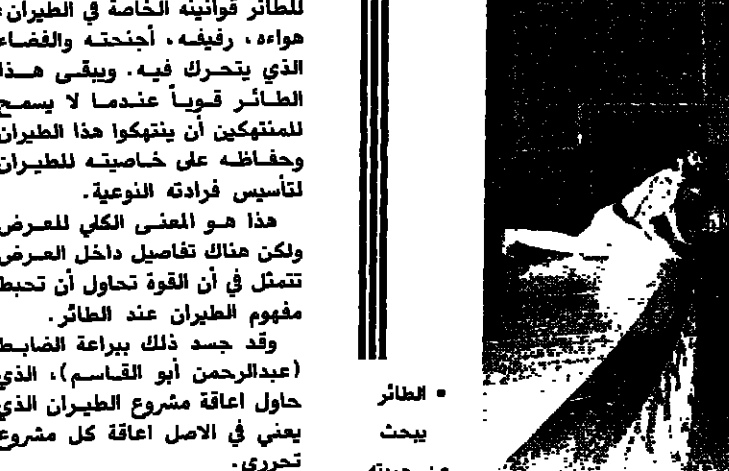 للطائر قوانينه الخاصة في الطيران،
هواءه، رفيفه، أجنحته والفضاء
الذي يتحرك فيه. ويبقى هذا
الطائر قوياً عندما لا يسمح
للمنتهكين أن ينتهكوا هذا الطيران
وحفاظه على خاصيته للطيران
لتأسيس فرادته النوعية.
هذا هو المعنى الكلي للعرض
ولكن هناك تفاصيل داخل العرض
تتمثل في أن القوة تحاول أن تحبط
مفهوم الطيران عند الطائر.
وقد جسد ذلك ببراعة الضابط
(عبدالرحمن أبو القاسم)، الذي
حاول اعاقة مشروع الطيران الذي
يعني في الاصل اعاقة كل مشروع
تحرري.
▪ الطائر
يبحث
عن